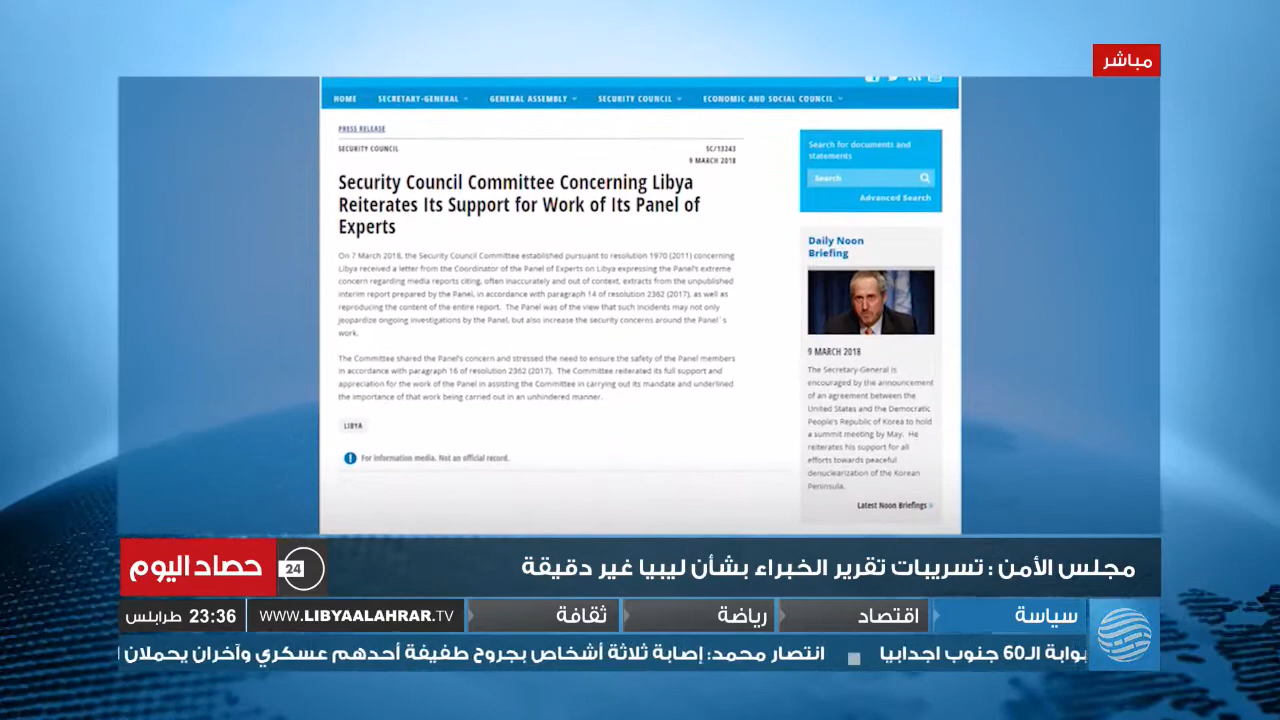 مباشر
HOME SECRETARY-GENERAL GENERAL ASSEMBLY SECURITY COUNCIL ECONOMIC AND SOCIAL COUNCIL
PRESS RELEASE
SECURITY COUNCIL
SC/13243
9 MARCH 2018
Security Council Committee Concerning Libya
Reiterates Its Support for Work of Its Panel of
Experts
On 7 March 2018, the Security Council Committee established pursuant to resolution 1970 (2011) concerning
Libya received a letter from the Coordinator of the Panel of Experts on Libya expressing the Panel's extreme
concern regarding media reports citing, often inaccurately and out of context, extracts from the unpublished
interim report prepared by the Panel, in accordance with paragraph 14 of resolution 2362 (2017), as well as
reproducing the content of the entire report. The Panel was of the view that such incidents may not only
jeopardize ongoing investigations by the Panel, but also increase the security concerns around the Panel`s
work.
The Committee shared the Panel's concern and stressed the need to ensure the safety of the Panel members
in accordance with paragraph 16 of resolution 2362 (2017). The Committee reiterated its full support and
appreciation for the work of the Panel in assisting the Committee in carrying out its mandate and underlined
the importance of that work being carried out in an unhindered manner.
LIBYA
For information media. Not an official record.
Search for documents and
statements
Search
Advanced Search
Daily Noon
Briefing
9 MARCH 2018
The Secretary-General is
encouraged by the announcement
of an agreement between the
United States and the Democratic
People's Republic of Korea to hold
a summit meeting by May. He
reiterates his support for all
efforts towards peaceful
denuclearization of the Korean
Peninsula.
Latest Noon Briefings
مجلس الأمن : تسريبات تقرير الخبراء بشأن ليبيا غير دقيقة
24 حصاد اليوم
سياسة اقتصاد رياضة ثقافة WWW.LIBYAALAHRAR.TV 23:36 طرابلس
بوابة الـ60 جنوب اجدابيا انتصار محمد: إصابة ثلاثة أشخاص بجروح طفيفة أحدهم عسكري وآخران يحملان ا